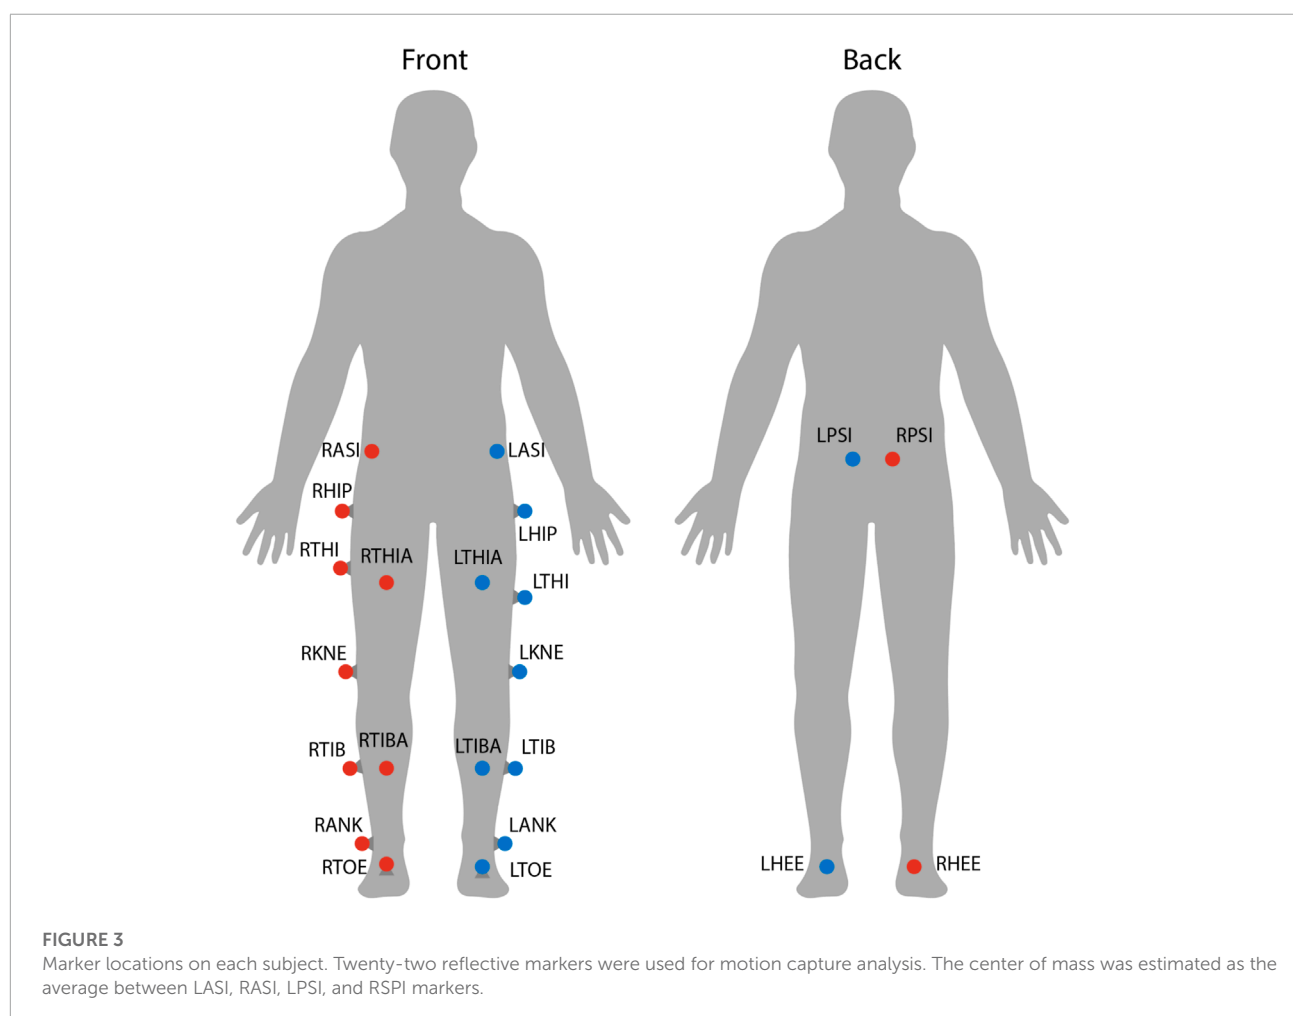 Front
Back
RASI
LASI
LPSI
RPSI
RHIP
LHIP
RTHI
RTHIA
LTHIA
LTHI
RKNE
LKNE
RTIB
RTIBA
LTIBA
LTIB
RANK
LANK
RTOE
LTOE
LHEE
RHEE
FIGURE 3
Marker locations on each subject. Twenty-two reflective markers were used for motion capture analysis. The center of mass was estimated as the
average between LASI, RASI, LPSI, and RSPI markers.